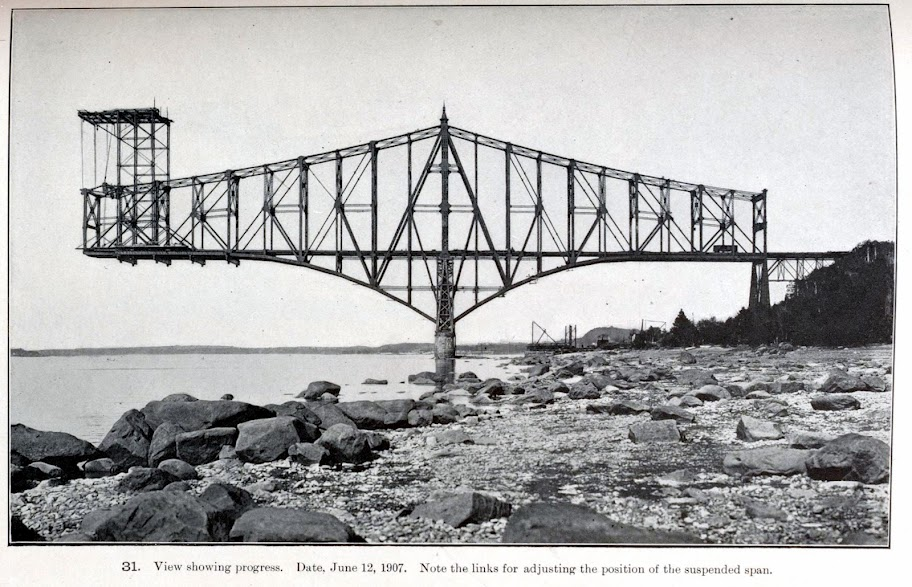 31. View showing progress. Date, June 12, 1907. Note the links for adjusting the position of the suspended span.